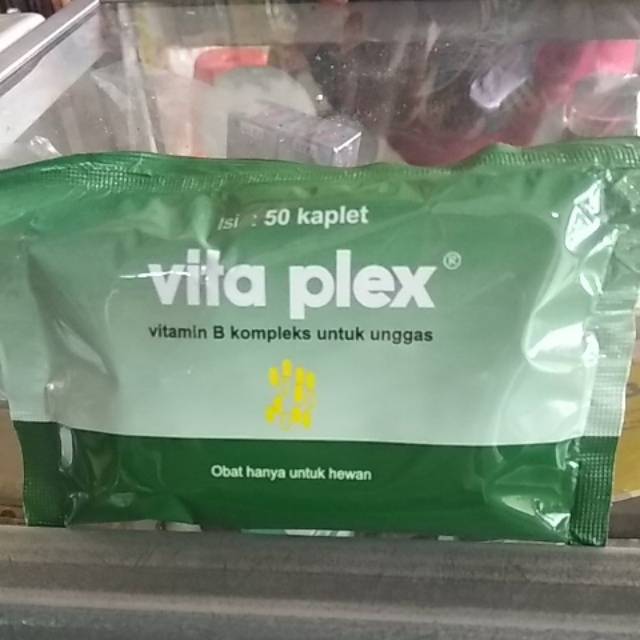 Isi : 50 kaplet
vita plex®
vitamin B kompleks untuk unggas
Obat hanya untuk hewan